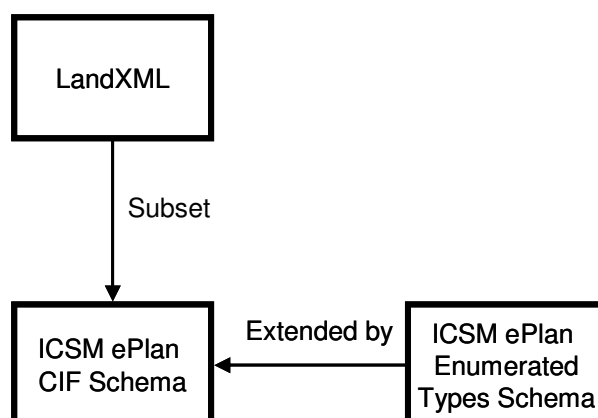 LandXML
Subset
ICSM ePlan
CIF Schema
Extended by
ICSM ePlan
Enumerated
Types Schema